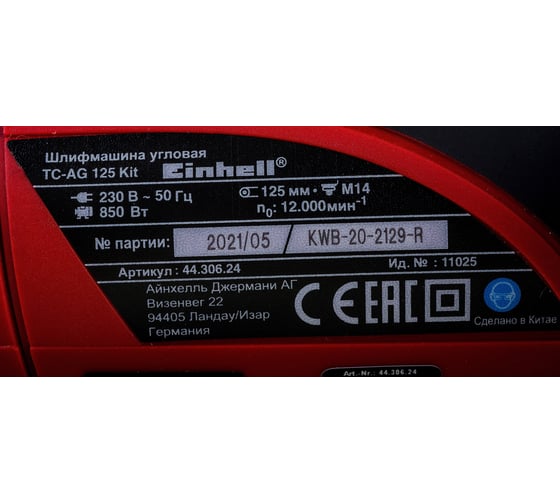 Шлифмашина угловая
TC-AG 125 Kit Einhell®
230 В ~ 50 Гц 125 мм · M14
850 Вт n₀: 12.000мин⁻¹
№ партии: 2021/05 / KWB-20-2129-R
Артикул : 44.306.24 Ид. № : 11025
Айнхелль Джермани АГ
Визенвег 22
94405 Ландау/Изар
Германия
CE EAC
Сделано в Китае
Art.-Nr.: 44.306.24